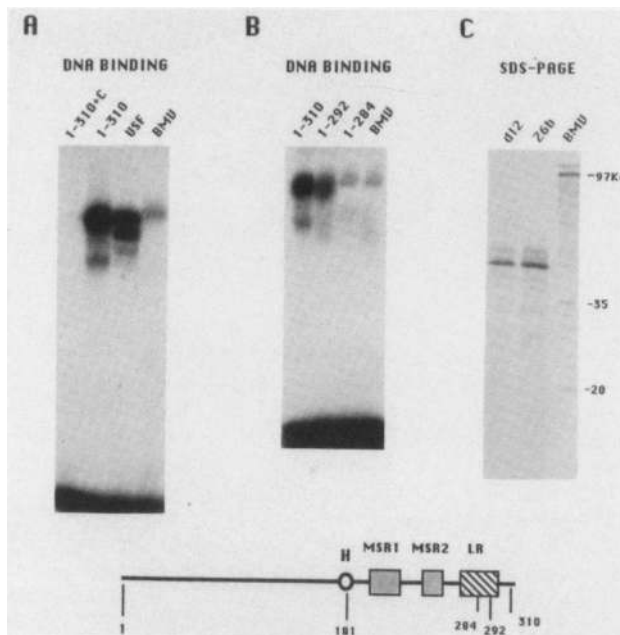 A
B
C
DNA BINDING
DNA BINDING
SDS-PAGE
1-310+C
1-310
USF
BMV
1-310
1-292
1-284
BMV
d12
26b
BMV
-97K
-35
-20
H
MSR1
MSR2
LR
1
181
284
292
310